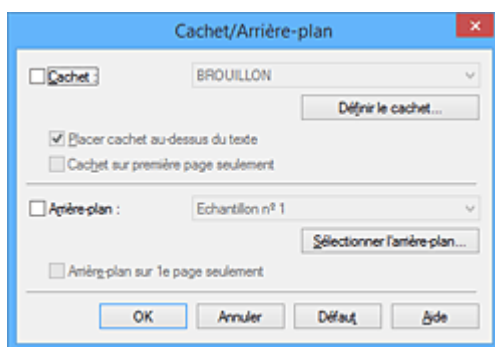 Cachet/Arrière-plan
Cachet :
BROUILLON
Définir le cachet...
Placer cachet au-dessus du texte
Cachet sur première page seulement
Arrière-plan :
Echantillon nº 1
Sélectionner l'arrière-plan...
Arrière-plan sur 1e page seulement
OK Annuler Défaut Aide